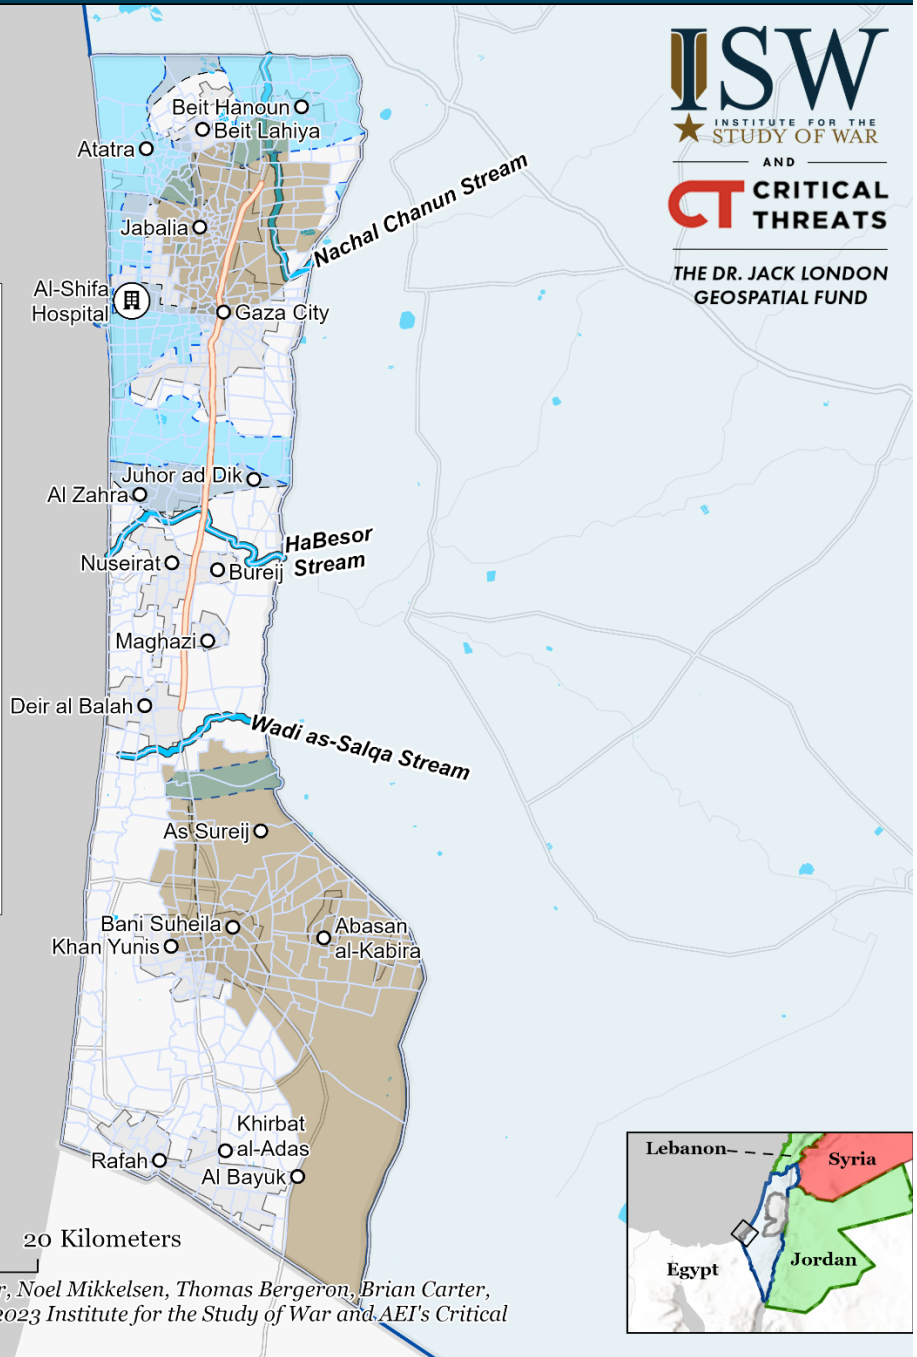 ISW
INSTITUTE FOR THE
STUDY OF WAR
AND
CT CRITICAL
THREATS
THE DR. JACK LONDON
GEOSPATIAL FUND
Beit Hanoun
Beit Lahiya
Atatra
Nachal Chanun Stream
Jabalia
Al-Shifa
Hospital
Gaza City
Juhor ad Dik
Al Zahra
HaBesor
Stream
Nuseirat
Bureij
Maghazi
Deir al Balah
Wadi as-Salqa Stream
As Sureij
Bani Suheila
Abasan
al-Kabira
Khan Yunis
Khirbat
al-Adas
Rafah
Al Bayuk
Lebanon
Syria
Jordan
Egypt
20 Kilometers
r, Noel Mikkelsen, Thomas Bergeron, Brian Carter,
2023 Institute for the Study of War and AEI's Critical